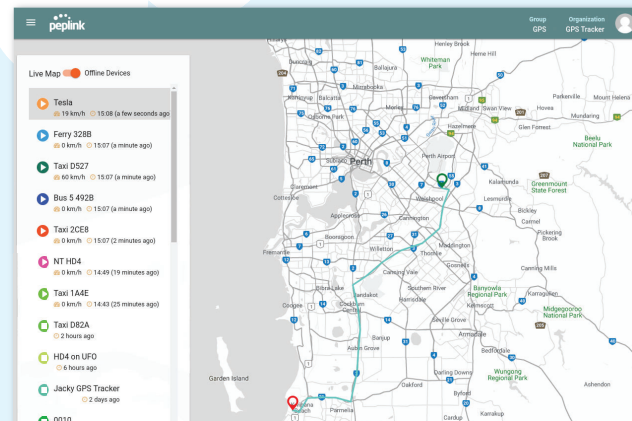 peplink
Group
GPS
Organization
GPS Tracker
Live Map
Offline Devices
Tesla
19 km/h 15:08 (a few seconds ago)
Ferry 328B
0 km/h 15:07 (a minute ago)
Taxi D527
60 km/h 15:07 (a minute ago)
Bus 5 492B
0 km/h 15:07 (a minute ago)
Taxi 2CE8
0 km/h 15:07 (2 minutes ago)
NT HD4
0 km/h 14:49 (19 minutes ago)
Taxi 1A4E
0 km/h 14:43 (25 minutes ago)
Taxi D82A
2 hours ago
HD4 on UFO
6 hours ago
Jacky GPS Tracker
2 days ago
0010
Henley Brook
Herne Hill
Whiteman
Park
Duncraig
Ballajura
Mirrabooka
Balcatta
Morley
Caversham
Midland
Swan View
Parkerville
Mount Helena
Hovea
Mundaring
Osborne Park
Hazelmere
Glen Forrest
Beelu
National Park
Subiaco
Perth
Perth Airport
Claremont
Kalamunda
Greenmount
State Forest
Cottesloe
Welshpool
Lesmurdie
Bickley
Applecross
Cannington
Carmel
Pickering
Brook
Booragoon
Willetton
Maddington
Fremantle
Thornlie
Gosnells
Canning Vale
Canning Mills
Bibra Lake
Jandakot
Southern River
Banyowla
Regional Park
Karragullen
Coogee
Cockburn
Central
Harrisdale
Kelmscott
Midgegooroo
National Park
Seville Grove
Banjup
Armadale
Aubin Grove
Bedfordale
Garden Island
Darling Downs
Wungong
Regional Park
Oakford
Byford
Ashendon
Kwinana
Beach
Parmelia
Cardup
Karrakup